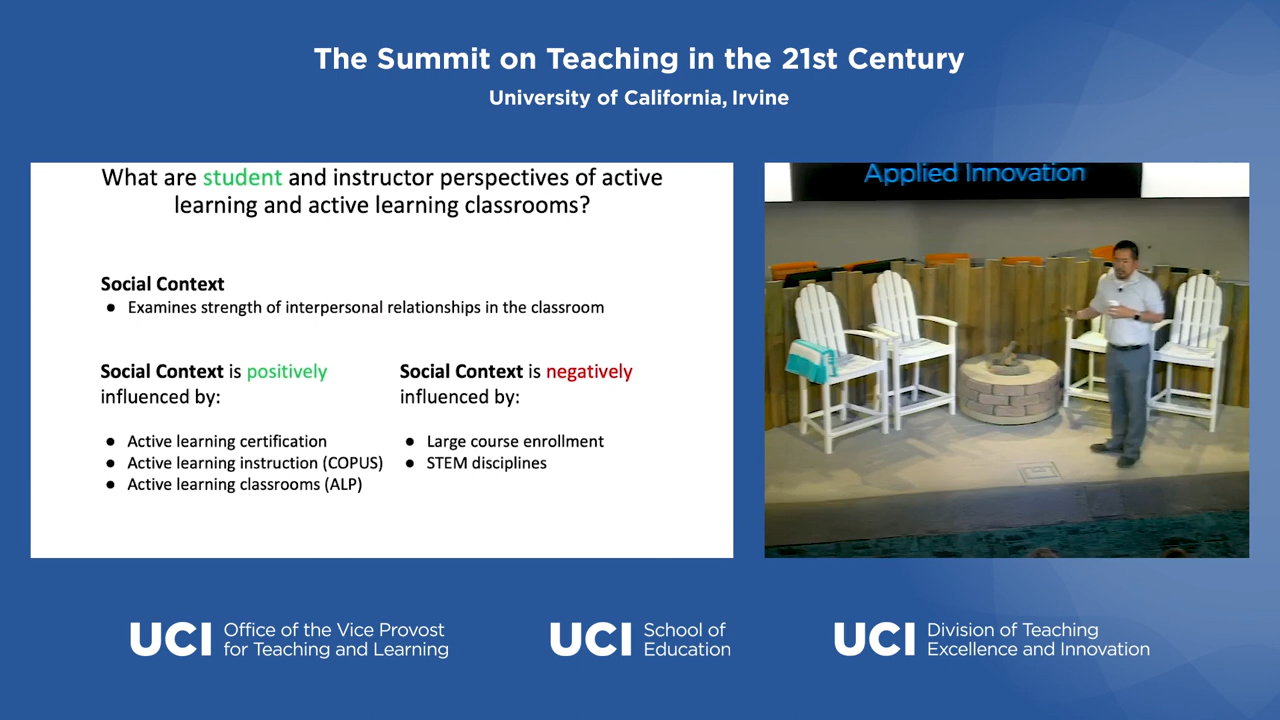 The Summit on Teaching in the 21st Century
University of California, Irvine
What are student and instructor perspectives of active
learning and active learning classrooms?
Social Context
● Examines strength of interpersonal relationships in the classroom
Social Context is positively
influenced by:
● Active learning certification
● Active learning instruction (COPUS)
● Active learning classrooms (ALP)
Social Context is negatively
influenced by:
● Large course enrollment
● STEM disciplines
Applied Innovation
UCI Office of the Vice Provost
for Teaching and Learning
UCI School of
Education
UCI Division of Teaching
Excellence and Innovation